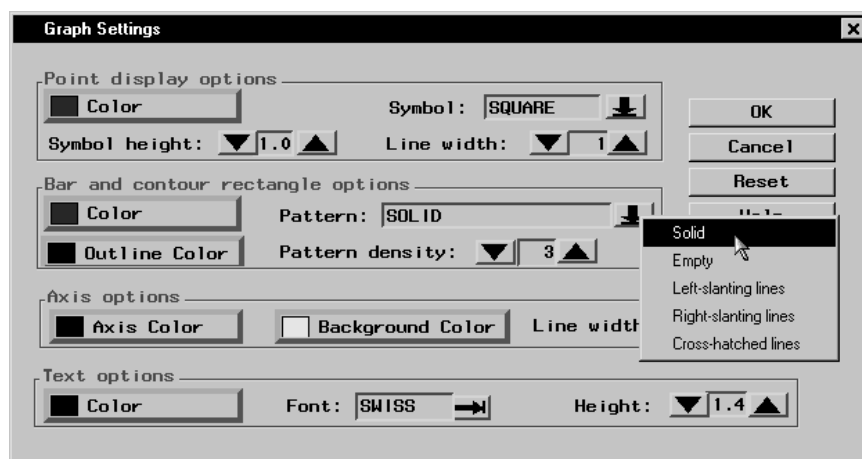 Graph Settings
Point display options
Color
Symbol: SQUARE
OK
Symbol height: 1.0
Line width: 1
Cancel
Bar and contour rectangle options
Reset
Color
Pattern: SOLID
Outline Color
Pattern density: 3
Solid
Empty
Left-slanting lines
Right-slanting lines
Cross-hatched lines
Axis options
Axis Color
Background Color
Line width
Text options
Color
Font: SWISS
Height: 1.4